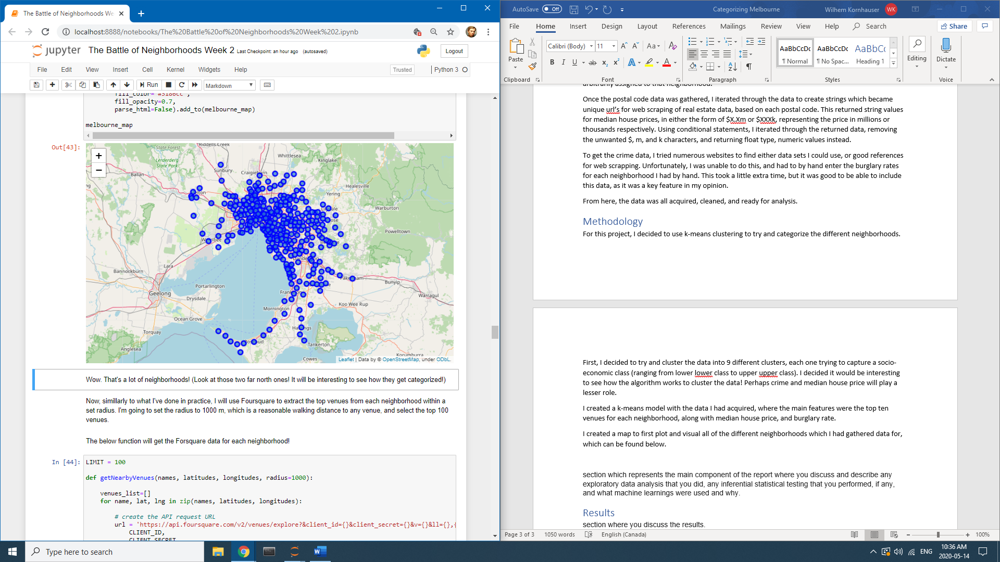 The Battle of Neighborhoods We
localhost:8888/notebooks/The%20Battle%20of%20Neighborhoods%20Week%202.ipynb
jupyter The Battle of Neighborhoods Week 2 Last Checkpoint: an hour ago (autosaved)
Logout
File Edit View Insert Cell Kernel Widgets Help
Trusted
Python 3
Run
Markdown
fill_color='#3186cc',
fill_opacity=0.7,
parse_html=False).add_to(melbourne_map)
melbourne_map
Out[43]:
+
−
Riddells Creek
State Forest
Lerderderg
State Park
Whittlesea
Kinglake
Sunbury
Craigieburn
Ballan
Healesville
Yering
Warburton
Powelltown
Bannockburn
Lara
Bunyip
Portarlington
Geelong
Drysdale
Warragul
Mornington
Koo Wee Rup
Ocean Grove
Torquay
Tankerton
Anglesea
Cowes
Korumburra
Leaflet | Data by © OpenStreetMap, under ODbL.
Wow. That's a lot of neighborhoods! (Look at those two far north ones! It will be interesting to see how they get categorized!)
Now, simillarly to what I've done in practice, I will use Foursquare to extract the top venues from each neighborhood within a
set radius. I'm going to set the radius to 1000 m, which is a reasonable walking distance to any venue, and select the top 100
venues.
The below function will get the Forsquare data for each neighborhood!
In [44]:
LIMIT = 100
def getNearbyVenues(names, latitudes, longitudes, radius=1000):
venues_list=[]
for name, lat, lng in zip(names, latitudes, longitudes):
# create the API request URL
url = 'https://api.foursquare.com/v2/venues/explore?&client_id={}&client_secret={}&v={}&ll={},{
CLIENT_ID,
CLIENT_SECRET,
AutoSave Off
Categorizing Melbourne
Wilhem Kornhauser WK
File Home Insert Design Layout References Mailings Review View Help Search
Share
Paste
Clipboard
Calibri (Body) 11
Font
Paragraph
AaBbCcDc AaBbCcDc AaBbCc
¶ Normal ¶ No Spac... Heading 1
Styles
Editing
Dictate
Voice
arbitrarily assigned to that neighborhood.
Once the postal code data was gathered, I iterated through the data to create strings which became
unique url's for web scraping of real estate data, based on each postal code. This returned string values
for median house prices, in either the form of $X.Xm or $XXXk, representing the price in millions or
thousands respectively. Using conditional statements, I iterated through the returned data, removing
the unwanted $, m, and k characters, and returning float type, numeric values instead.
To get the crime data, I tried numerous websites to find either data sets I could use, or good references
for web scrapping. Unfortunately, I was unable to do this, and had to by hand enter the burglary rates
for each neighborhood I had by hand. This took a little extra time, but it was good to be able to include
this data, as it was a key feature in my opinion.
From here, the data was all acquired, cleaned, and ready for analysis.
Methodology
For this project, I decided to use k-means clustering to try and categorize the different neighborhoods.
First, I decided to try and cluster the data into 9 different clusters, each one trying to capture a socio-
economic class (ranging from lower lower class to upper upper class). I decided it would be interesting
to see how the algorithm works to cluster the data! Perhaps crime and median house price will play a
lesser role.
I created a k-means model with the data I had acquired, where the main features were the top ten
venues for each neighborhood, along with median house price, and burglary rate.
I created a map to first plot and visual all of the different neighborhoods which I had gathered data for,
which can be found below.
section which represents the main component of the report where you discuss and describe any
exploratory data analysis that you did, any inferential statistical testing that you performed, if any,
and what machine learnings were used and why.
Results
section where you discuss the results.
Page 3 of 3 1050 words English (Canada)
100%
Type here to search
ENG
10:36 AM
2020-05-14